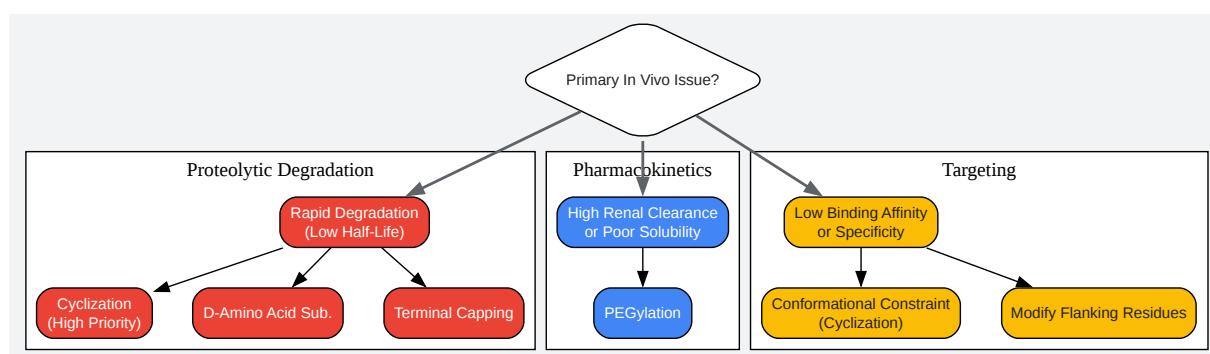 Primary In Vivo Issue?
Proteolytic Degradation
Pharmacokinetics
Targeting
Rapid Degradation
(Low Half-Life)
High Renal Clearance
or Poor Solubility
Low Binding Affinity
or Specificity
Cyclization
(High Priority)
D-Amino Acid Sub.
Terminal Capping
PEGylation
Conformational Constraint
(Cyclization)
Modify Flanking Residues